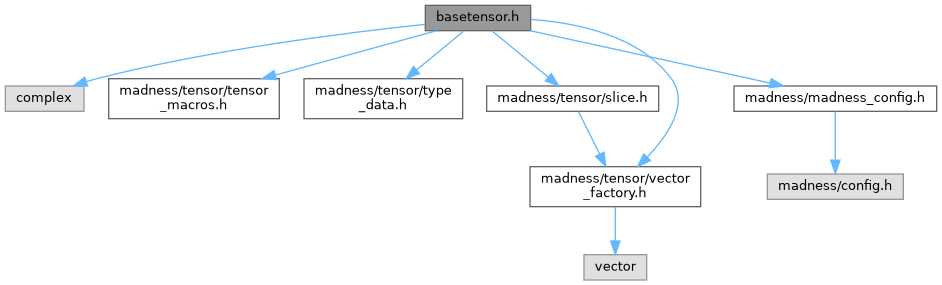 basetensor.h
complex
madness/tensor/tensor
_macros.h
madness/tensor/type
_data.h
madness/tensor/slice.h
madness/madness_config.h
madness/tensor/vector
_factory.h
madness/config.h
vector